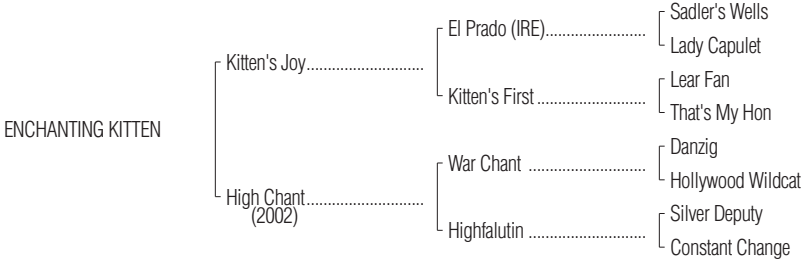 Sadler's Wells
El Prado (IRE)........................
Lady Capulet
Kitten's Joy............................
Lear Fan
Kitten's First ..........................
That's My Hon
ENCHANTING KITTEN
Danzig
War Chant ............................
Hollywood Wildcat
High Chant............................
(2002)
Silver Deputy
Highfalutin ............................
Constant Change